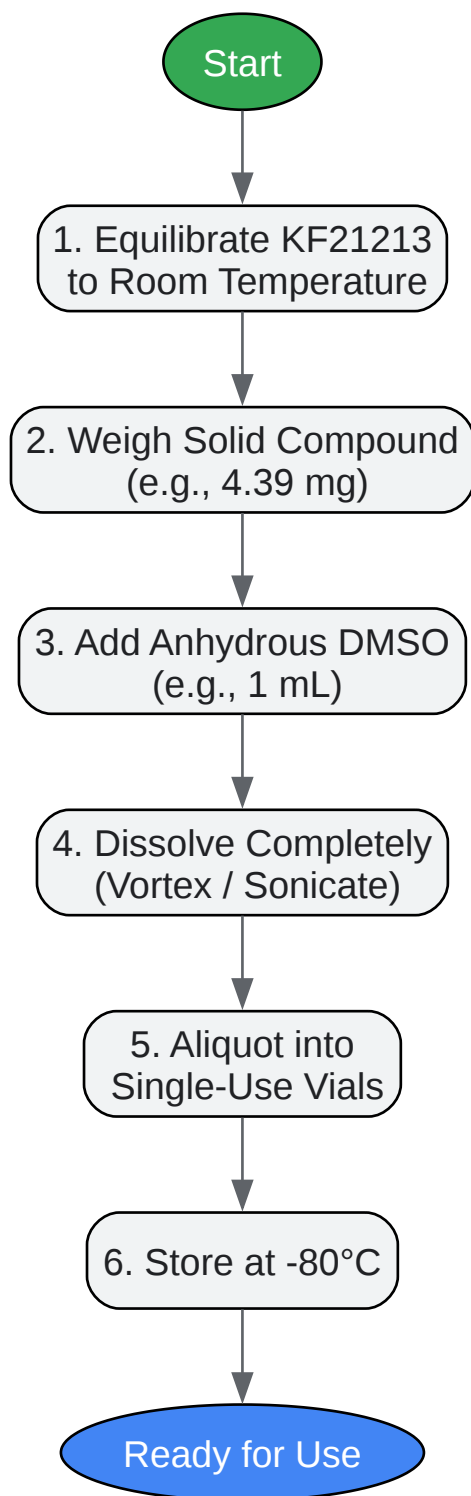 Start
1. Equilibrate KF21213
to Room Temperature
2. Weigh Solid Compound
(e.g., 4.39 mg)
3. Add Anhydrous DMSO
(e.g., 1 mL)
4. Dissolve Completely
(Vortex / Sonicate)
5. Aliquot into
Single-Use Vials
6. Store at -80°C
Ready for Use